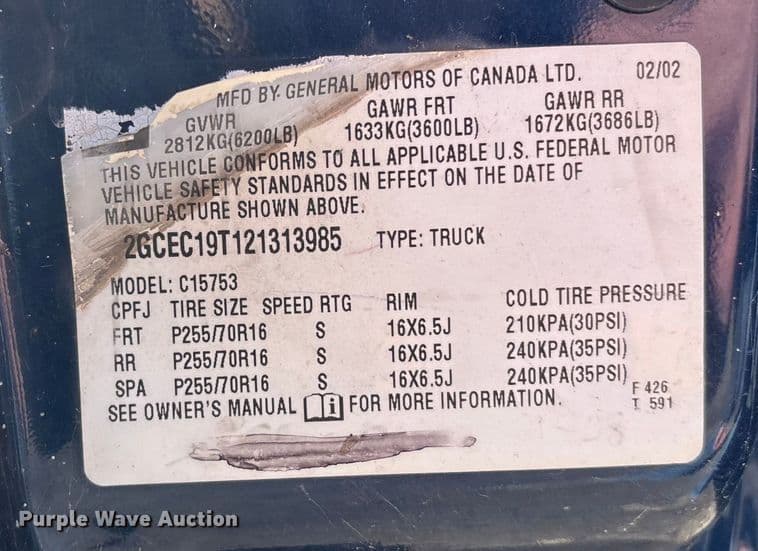 MFD BY GENERAL MOTORS OF CANADA LTD. 02/02
GVWR GAWR FRT GAWR RR
2812KG(6200LB) 1633KG(3600LB) 1672KG(3686LB)
THIS VEHICLE CONFORMS TO ALL APPLICABLE U.S. FEDERAL MOTOR
VEHICLE SAFETY STANDARDS IN EFFECT ON THE DATE OF
MANUFACTURE SHOWN ABOVE.
2GCEC19T121313985 TYPE: TRUCK
MODEL: C15753
CPFJ TIRE SIZE SPEED RTG RIM COLD TIRE PRESSURE
FRT P255/70R16 S 16X6.5J 210KPA(30PSI)
RR P255/70R16 S 16X6.5J 240KPA(35PSI)
SPA P255/70R16 S 16X6.5J 240KPA(35PSI)
F 426
SEE OWNER'S MANUAL i FOR MORE INFORMATION. T 591
Purple Wave Auction